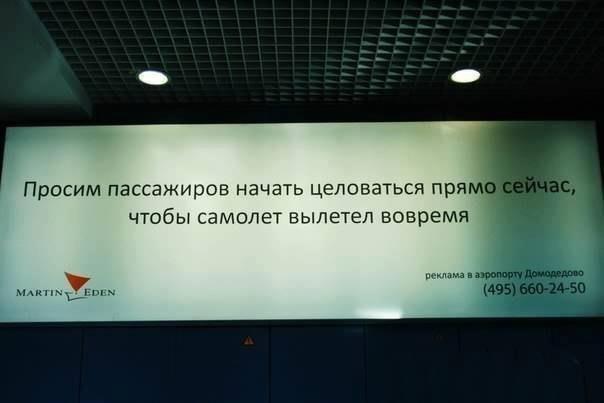 Просим пассажиров начать целоваться прямо сейчас,
чтобы самолет вылетел вовремя
реклама в аэропорту Домодедово
MARTIN EDEN
(495) 660-24-50